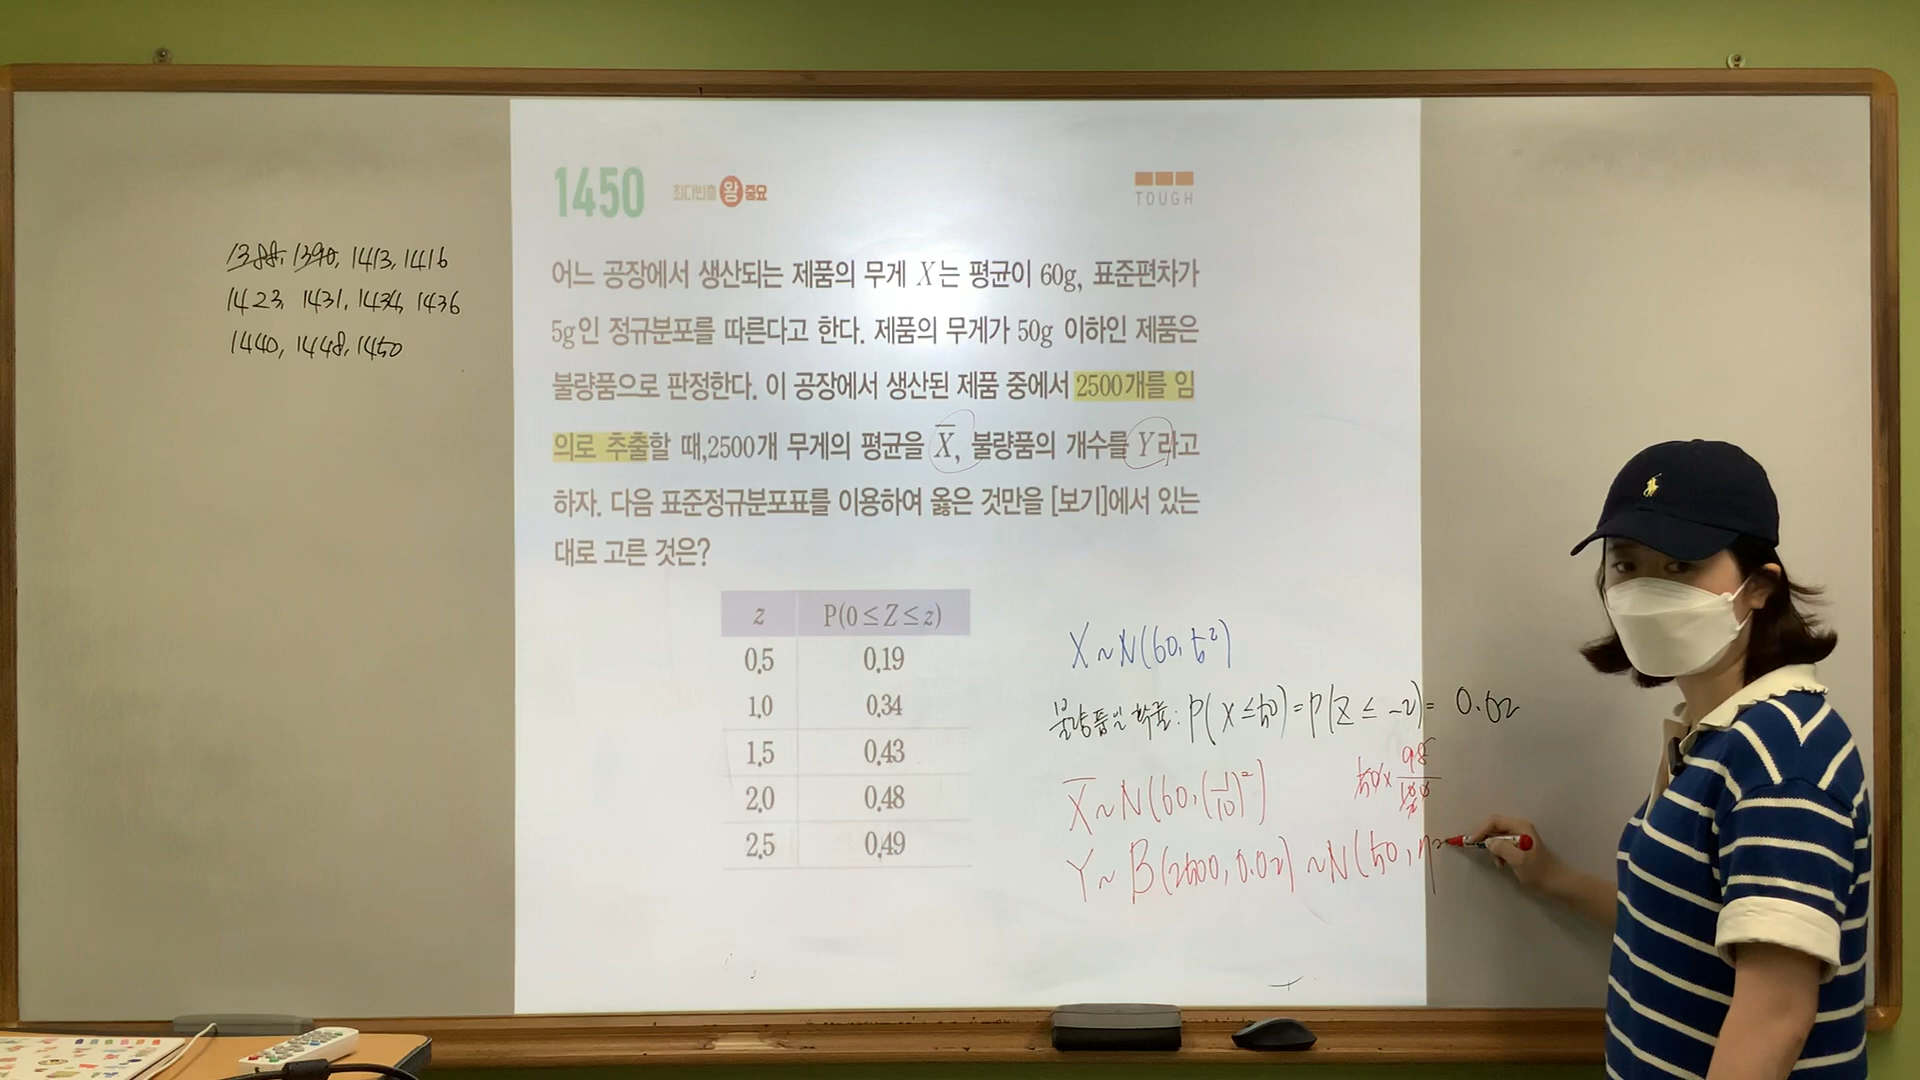 1450 최다빈출 왕 중요
TOUGH
어느 공장에서 생산되는 제품의 무게 X는 평균이 60g, 표준편차가
5g인 정규분포를 따른다고 한다. 제품의 무게가 50g 이하인 제품은
불량품으로 판정한다. 이 공장에서 생산된 제품 중에서 2500개를 임
의로 추출할 때,2500개 무게의 평균을 X̅, 불량품의 개수를 Y라고
하자. 다음 표준정규분포표를 이용하여 옳은 것만을 [보기]에서 있는
대로 고른 것은?
z P(0≤Z≤z)
0.5 0.19
1.0 0.34
1.5 0.43
2.0 0.48
2.5 0.49
1388, 1390, 1413, 1416
1423, 1431, 1434, 1436
1440, 1448, 1450
X~N(60, 5²)
불량품일 확률: P(X≤50)=P(Z≤-2)= 0.02
X̅~N(60, (1/10)²)
50× 98/100
Y~B(2500, 0.02) ~N(50, 7²